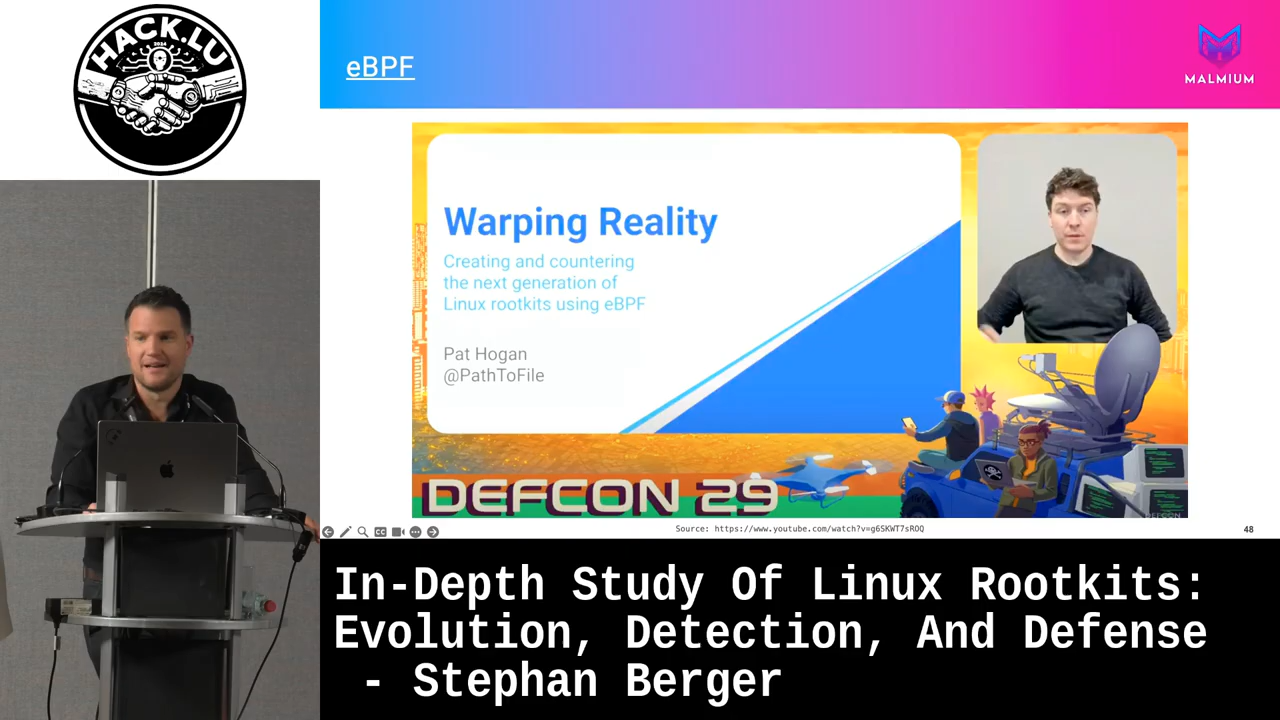 HACK.LU
2024
eBPF
MALMIUM
Warping Reality
Creating and countering
the next generation of
Linux rootkits using eBPF
Pat Hogan
@PathToFile
DEFCON 29
DEFCON
Source: https://www.youtube.com/watch?v=g6SKWT7sROQ
48
In-Depth Study Of Linux Rootkits:
Evolution, Detection, And Defense
- Stephan Berger